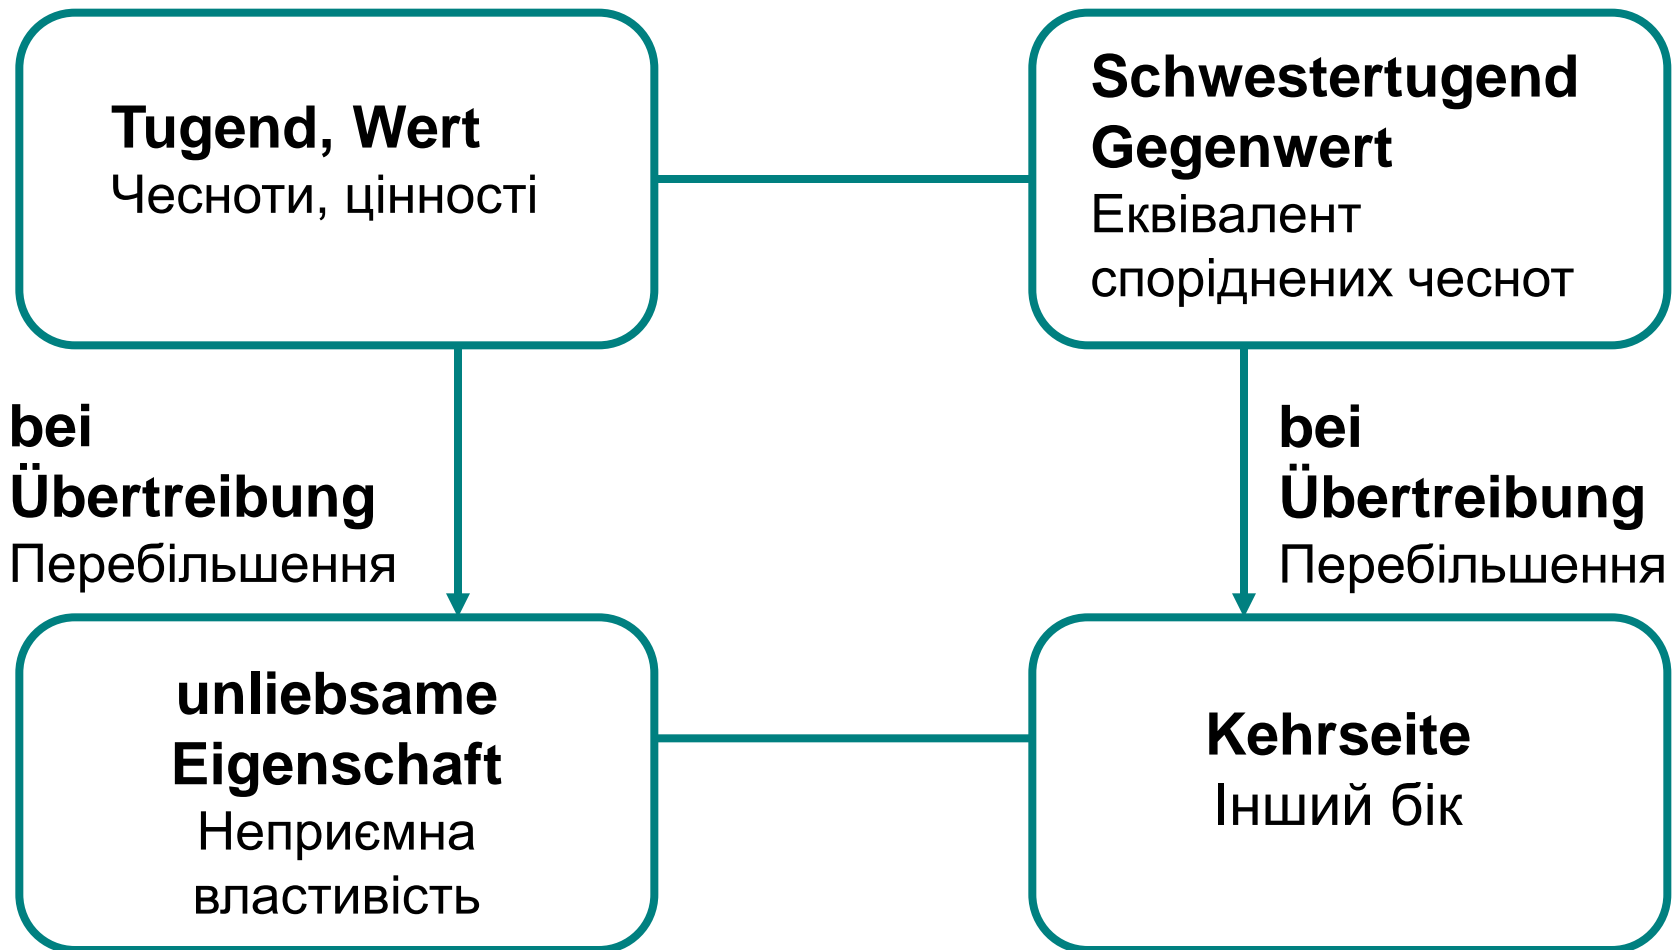 Tugend, Wert
Чесноти, цінності
Schwestertugend
Gegenwert
Еквівалент
споріднених чеснот
bei
Übertreibung
Перебільшення
bei
Übertreibung
Перебільшення
unliebsame
Eigenschaft
Неприємна
властивість
Kehrseite
Інший бік